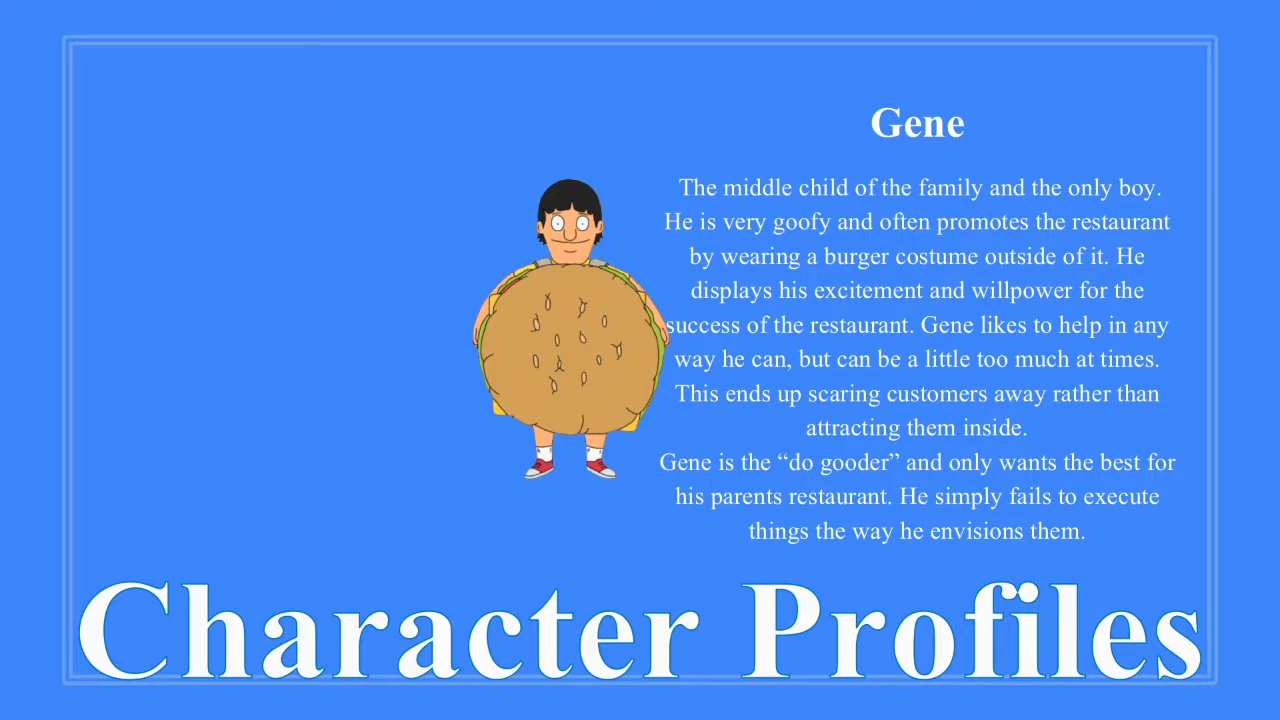 Gene
The middle child of the family and the only boy.
He is very goofy and often promotes the restaurant
by wearing a burger costume outside of it. He
displays his excitement and willpower for the
success of the restaurant. Gene likes to help in any
way he can, but can be a little too much at times.
This ends up scaring customers away rather than
attracting them inside.
Gene is the “do gooder” and only wants the best for
his parents restaurant. He simply fails to execute
things the way he envisions them.
Character Profiles